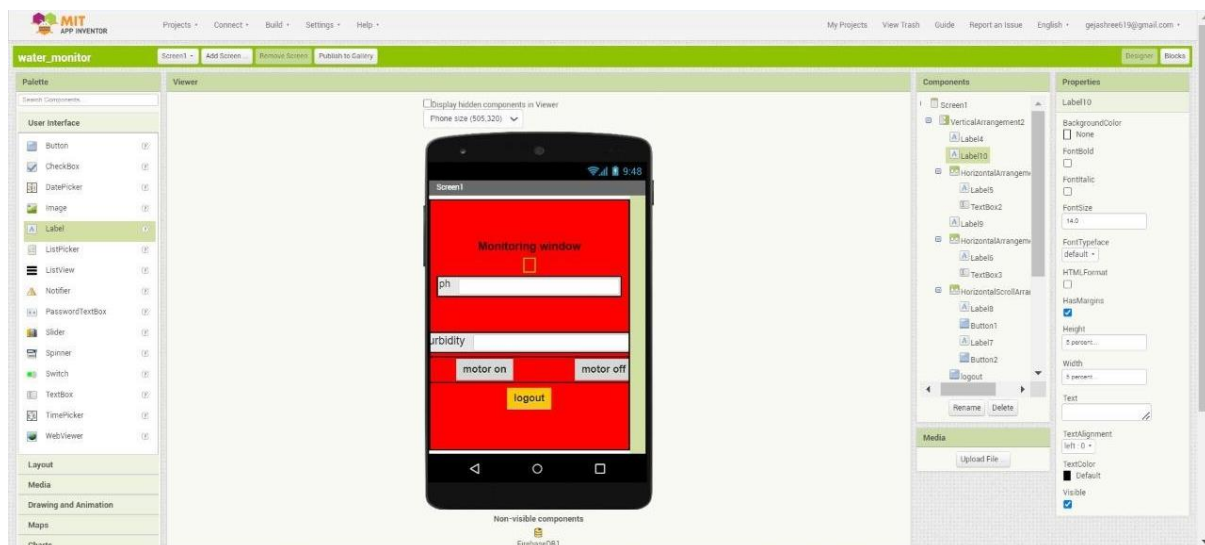 MIT
APP INVENTOR
Projects
Connect
Build
Settings
Help
My Projects
View Trash
Guide
Report an Issue
English
gejashree619@gmail.com
water_monitor
Screen1
Add Screen ...
Remove Screen
Publish to Gallery
Designer
Blocks
Palette
Search Components...
User Interface
Button
CheckBox
DatePicker
Image
Label
ListPicker
ListView
Notifier
PasswordTextBox
Slider
Spinner
Switch
TextBox
TimePicker
WebViewer
Layout
Media
Drawing and Animation
Maps
Charts
Viewer
Display hidden components in Viewer
Phone size (505,320)
9:48
Screen1
Monitoring window
ph
urbidity
motor on
motor off
logout
Non-visible components
FirebaseDB1
Components
Screen1
VerticalArrangement2
Label4
Label10
HorizontalArrangem
Label5
TextBox2
Label9
HorizontalArrangem
Label6
TextBox3
HorizontalScrollArra
Label8
Button1
Label7
Button2
logout
Rename
Delete
Media
Upload File ...
Properties
Label10
BackgroundColor
None
FontBold
FontItalic
FontSize
14.0
FontTypeface
default
HTMLFormat
HasMargins
Height
5 percent...
Width
5 percent...
Text
TextAlignment
left : 0
TextColor
Default
Visible